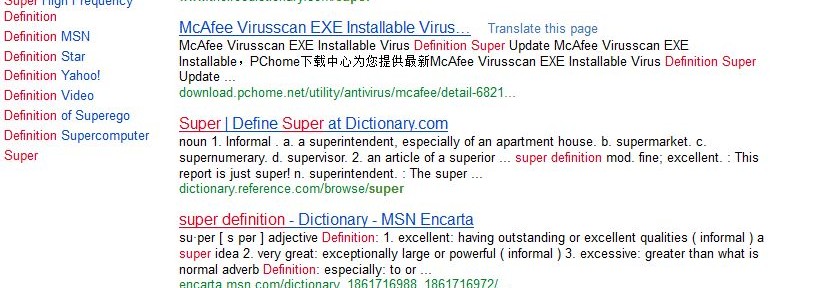 Super High Frequency
Definition
Definition MSN
Definition Star
Definition Yahoo!
Definition Video
Definition of Superego
Definition Supercomputer
Super
McAfee Virusscan EXE Installable Virus... Translate this page
McAfee Virusscan EXE Installable Virus Definition Super Update McAfee Virusscan EXE
Installable，PChome下载中心为您提供最新McAfee Virusscan EXE Installable Virus Definition Super
Update ...
download.pchome.net/utility/antivirus/mcafee/detail-6821...
Super | Define Super at Dictionary.com
noun 1. Informal . a. a superintendent, especially of an apartment house. b. supermarket. c.
supernumerary. d. supervisor. 2. an article of a superior ... super definition mod. fine; excellent. : This
report is just super! n. superintendent. : The super ...
dictionary.reference.com/browse/super
super definition - Dictionary - MSN Encarta
su·per [ s pər ] adjective Definition: 1. excellent: having outstanding or excellent qualities ( informal ) a
super idea 2. very great: exceptionally large or powerful ( informal ) 3. excessive: greater than what is
normal adverb Definition: especially: to or ...
encarta.msn.com/dictionary_1861716988_1861716972/